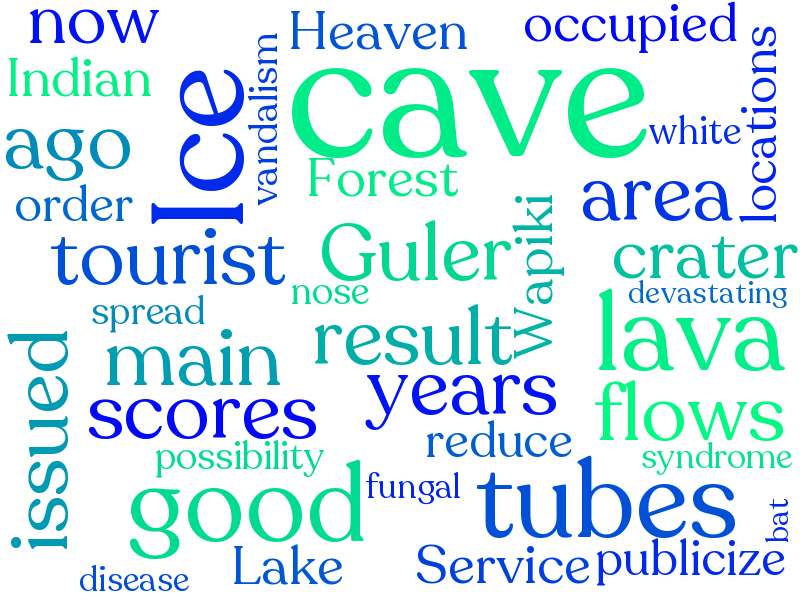 now
Heaven
occupied
Indian
Ice
vandalism
cave
locations
ago
white
order
Forest
area
tourist
Guler
Wapiki
crater
nose
devastating
spread
result
lava
issued
main
scores
years
flows
reduce
possibility
syndrome
good
fungal
tubes
bat
disease
Lake
Service
publicize